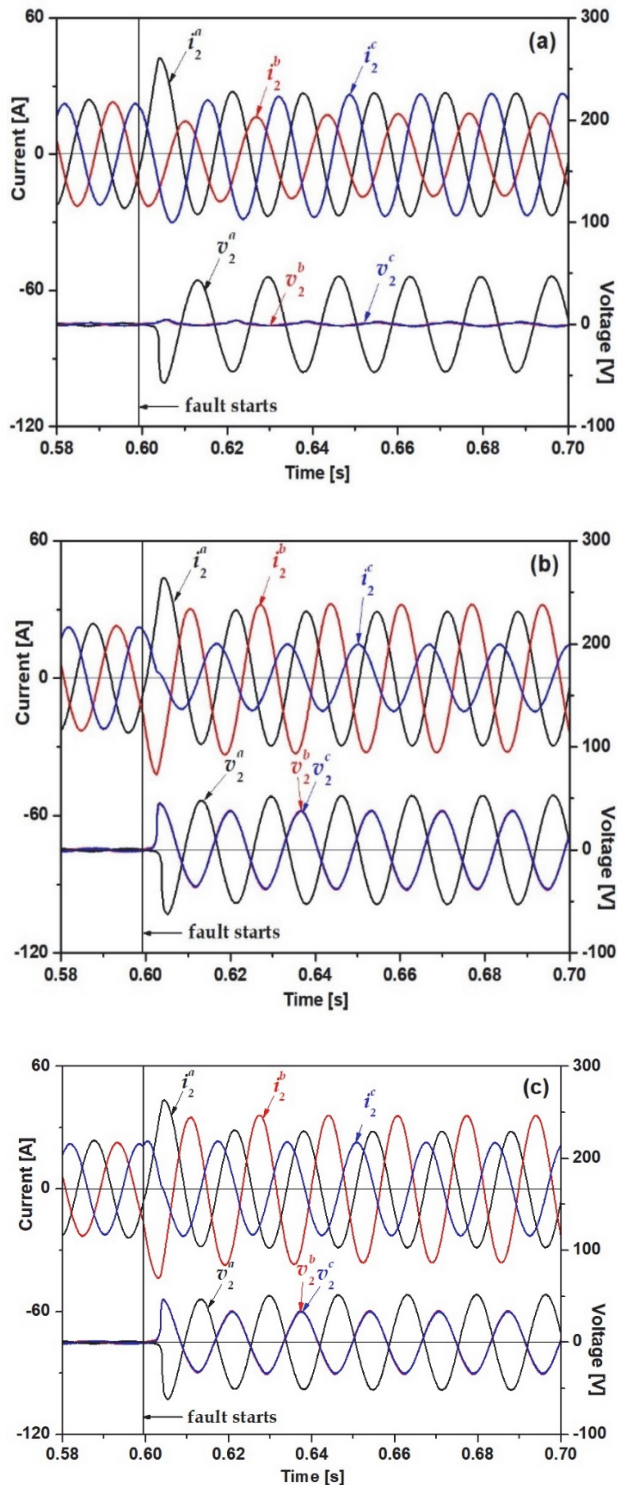 60
300
(a)
i₂ᵃ
i₂ᵇ
i₂ᶜ
200
0
Current [A]
100
-60
v₂ᵃ
v₂ᵇ
v₂ᶜ
0
Voltage [V]
fault starts
-120
-100
0.58 0.60 0.62 0.64 0.66 0.68 0.70
Time [s]
60
300
(b)
i₂ᵃ
i₂ᵇ
i₂ᶜ
200
0
Current [A]
100
-60
v₂ᵃ
v₂ᵇ v₂ᶜ
0
Voltage [V]
fault starts
-120
-100
0.58 0.60 0.62 0.64 0.66 0.68 0.70
Time [s]
60
300
(c)
i₂ᵃ
i₂ᵇ
i₂ᶜ
200
0
Current [A]
100
-60
v₂ᵃ
v₂ᵇ v₂ᶜ
0
Voltage [V]
fault starts
-120
-100
0.58 0.60 0.62 0.64 0.66 0.68 0.70
Time [s]